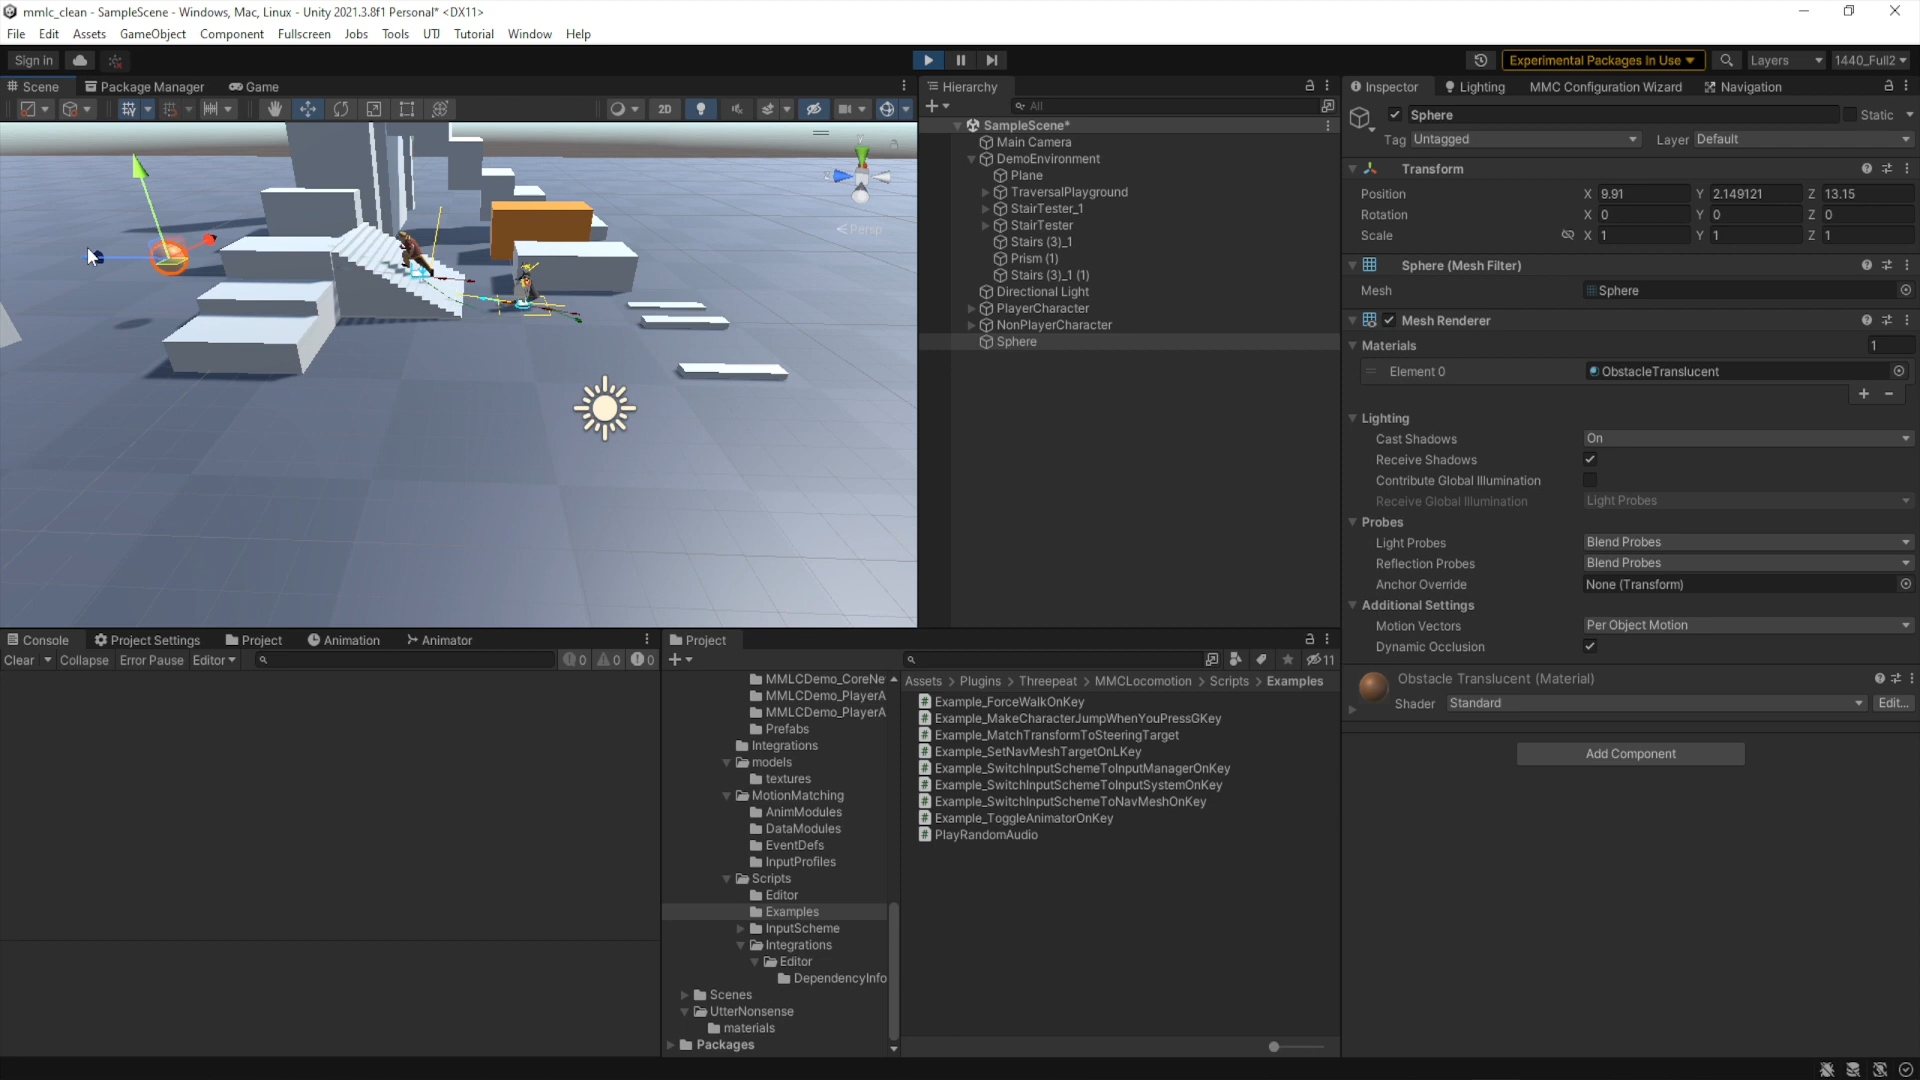 mmlc_clean - SampleScene - Windows, Mac, Linux - Unity 2021.3.8f1 Personal* <DX11>
File Edit Assets GameObject Component Fullscreen Jobs Tools UTJ Tutorial Window Help
Sign in
Experimental Packages In Use
Layers
1440_Full2
Scene
Package Manager
Game
2D
Persp
Hierarchy
All
SampleScene*
Main Camera
DemoEnvironment
Plane
TraversalPlayground
StairTester_1
StairTester
Stairs (3)_1
Prism (1)
Stairs (3)_1 (1)
Directional Light
PlayerCharacter
NonPlayerCharacter
Sphere
Inspector
Lighting
MMC Configuration Wizard
Navigation
Sphere
Static
Tag Untagged Layer Default
Transform
Position X 9.91 Y 2.149121 Z 13.15
Rotation X 0 Y 0 Z 0
Scale X 1 Y 1 Z 1
Sphere (Mesh Filter)
Mesh Sphere
Mesh Renderer
Materials 1
Element 0 ObstacleTranslucent
Lighting
Cast Shadows On
Receive Shadows
Contribute Global Illumination
Receive Global Illumination Light Probes
Probes
Light Probes Blend Probes
Reflection Probes Blend Probes
Anchor Override None (Transform)
Additional Settings
Motion Vectors Per Object Motion
Dynamic Occlusion
Obstacle Translucent (Material)
Shader Standard Edit...
Add Component
Console
Project Settings
Project
Animation
Animator
Clear Collapse Error Pause Editor
0 0 0
Project
11
MMLCDemo_CoreNe
MMLCDemo_PlayerA
MMLCDemo_PlayerA
Prefabs
Integrations
models
textures
MotionMatching
AnimModules
DataModules
EventDefs
InputProfiles
Scripts
Editor
Examples
InputScheme
Integrations
Editor
DependencyInfo
Scenes
UtterNonsense
materials
Packages
Assets > Plugins > Threepeat > MMCLocomotion > Scripts > Examples
Example_ForceWalkOnKey
Example_MakeCharacterJumpWhenYouPressGKey
Example_MatchTransformToSteeringTarget
Example_SetNavMeshTargetOnLKey
Example_SwitchInputSchemeToInputManagerOnKey
Example_SwitchInputSchemeToInputSystemOnKey
Example_SwitchInputSchemeToNavMeshOnKey
Example_ToggleAnimatorOnKey
PlayRandomAudio